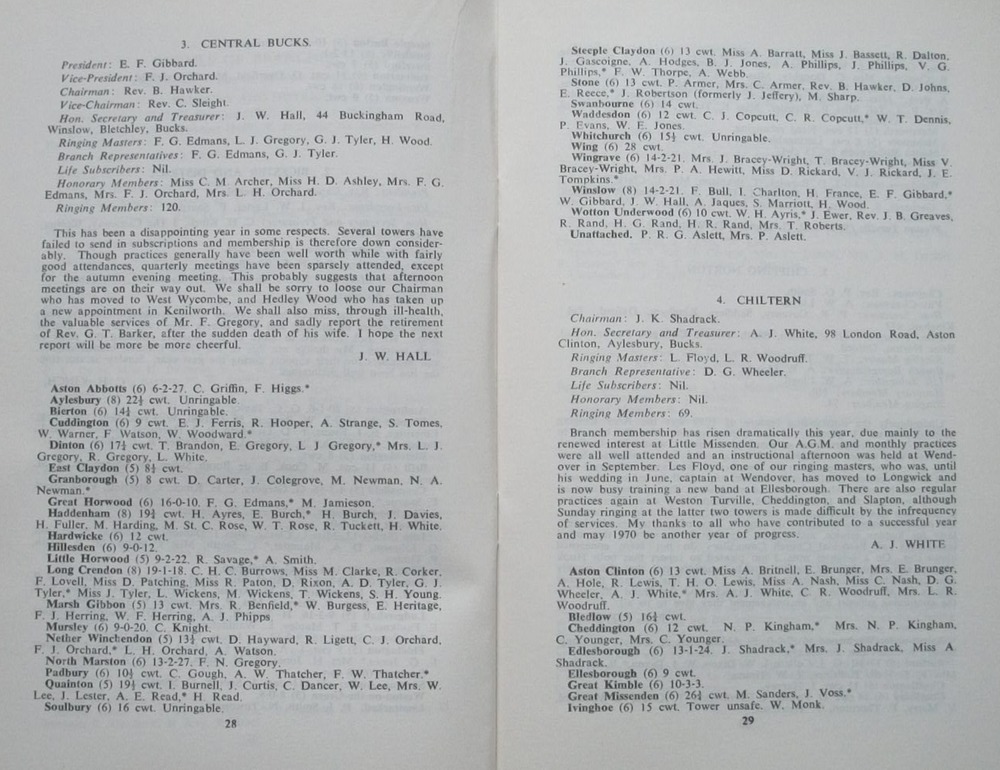 3. CENTRAL BUCKS.
President: E. F. Gibbard.
Vice-President: F. J. Orchard.
Chairman: Rev. B. Hawker.
Vice-Chairman: Rev. C. Sleight.
Hon. Secretary and Treasurer: J. W. Hall, 44 Buckingham Road,
Winslow, Bletchley, Bucks.
Ringing Masters: F. G. Edmans, L. J. Gregory, G. J. Tyler, H. Wood.
Branch Representatives: F. G. Edmans, G. J. Tyler.
Life Subscribers: Nil.
Honorary Members: Miss C. M. Archer, Miss H. D. Ashley, Mrs. F. G.
Edmans, Mrs. F. J. Orchard, Mrs. L. H. Orchard.
Ringing Members: 120.
This has been a disappointing year in some respects. Several towers have
failed to send in subscriptions and membership is therefore down consider-
ably. Though practices generally have been well worth while with fairly
good attendances, quarterly meetings have been sparsely attended, except
for the autumn evening meeting. This probably suggests that afternoon
meetings are on their way out. We shall be sorry to loose our Chairman
who has moved to West Wycombe, and Hedley Wood who has taken up
a new appointment in Kenilworth. We shall also miss, through ill-health,
the valuable services of Mr. F. Gregory, and sadly report the retirement
of Rev. G. T. Barker, after the sudden death of his wife. I hope the next
report will be more be more cheerful.
J. W. HALL
Aston Abbotts (6) 6-2-27. C. Griffin, F. Higgs.*
Aylesbury (8) 22½ cwt. Unringable.
Bierton (6) 14½ cwt. Unringable.
Cuddington (6) 9 cwt. E. J. Ferris, R. Hooper, A. Strange, S. Tomes,
W. Warner, F Watson, W. Woodward.*
Dinton (6) 17½ cwt. T. Brandon, E. Gregory, L J Gregory,* Mrs. L. J.
Gregory, R. Gregory, L. White.
East Claydon (5) 8½ cwt.
Granborough (5) 8 cwt. D. Carter, J. Colegrove, M. Newman, N. A.
Newman.*
Great Horwood (6) 16-0-10. F. G. Edmans,* M. Jamieson.
Haddenham (8) 19½ cwt. H. Ayres, E. Burch,* H. Burch, J. Davies,
H. Fuller, M. Harding, M. St. C. Rose, W. T. Rose, R. Tuckett, H. White.
Hardwicke (6) 12 cwt.
Hillesden (6) 9-0-12.
Little Horwood (5) 9-2-22. R. Savage,* A. Smith.
Long Crendon (8) 19-1-18. C. H. C. Burrows, Miss M. Clarke, R. Corker,
F. Lovell, Miss D. Patching, Miss R. Paton, D. Rixon, A. D. Tyler, G. J.
Tyler,* Miss J. Tyler, L. Wickens, M. Wickens, T. Wickens, S. H. Young.
Marsh Gibbon (5) 13 cwt. Mrs. R. Benfield,* W. Burgess, E. Heritage,
F. J. Herring, W. F. Herring, A. J. Phipps
Mursley (6) 9-0-20. C. Knight.
Nether Winchendon (5) 13½ cwt. D. Hayward, R. Ligett, C. J. Orchard,
F. J. Orchard,* L. H. Orchard, A. Watson.
North Marston (6) 13-2-27. F. N. Gregory.
Padbury (6) 10½ cwt. C. Gough, A. W. Thatcher, F. W. Thatcher.*
Quainton (5) 19½ cwt. I. Burnell, J. Curtis, C. Dancer, W. Lee, Mrs. W.
Lee, J. Lester, A. E. Read,* H. Read.
Soulbury (6) 16 cwt. Unringable.
28
Steeple Claydon (6) 13 cwt. Miss A. Barratt, Miss J. Bassett, R. Dalton,
J. Gascoigne, A. Hodges, B. J. Jones, A. Phillips, J. Phillips, V. G.
Phillips,* F. W. Thorpe, A. Webb.
Stone (6) 13 cwt. P. Armer, Mrs. C. Armer, Rev. B. Hawker, D. Johns,
E. Reece,* J. Robertson (formerly J. Jeffery), M. Sharp.
Swanbourne (6) 14 cwt.
Waddesdon (6) 12 cwt. C. J. Copcutt, C. R. Copcutt,* W. T. Dennis,
P. Evans, W. E. Jones.
Whitchurch (6) 15½ cwt. Unringable.
Wing (6) 28 cwt.
Wingrave (6) 14-2-21. Mrs. J. Bracey-Wright, T. Bracey-Wright, Miss V.
Bracey-Wright, Mrs. P. A. Hewitt, Miss D. Rickard, V. J. Rickard, J. E.
Tompkins.*
Winslow (8) 14-2-21. F. Bull, I. Charlton, H. France, E. F. Gibbard,*
W. Gibbard, J. W. Hall, A. Jaques, S. Marriott, H. Wood.
Wotton Underwood (6) 10 cwt. W. H. Ayris,* J. Ewer, Rev. J. B. Greaves,
R. Rand, H. G. Rand, H. R. Rand, Mrs. T. Roberts.
Unattached. P. R. G. Aslett, Mrs. P. Aslett.
4. CHILTERN
Chairman: J. K. Shadrack.
Hon. Secretary and Treasurer: A. J. White, 98 London Road, Aston
Clinton, Aylesbury, Bucks.
Ringing Masters: L. Floyd, L. R. Woodruff.
Branch Representative: D. G. Wheeler.
Life Subscribers: Nil.
Honorary Members: Nil.
Ringing Members: 69.
Branch membership has risen dramatically this year, due mainly to the
renewed interest at Little Missenden. Our A.G.M. and monthly practices
were all well attended and an instructional afternoon was held at Wend-
over in September. Les Floyd, one of our ringing masters, who was, until
his wedding in June, captain at Wendover, has moved to Longwick and
is now busy training a new band at Ellesborough. There are also regular
practices again at Weston Turville, Cheddington, and Slapton, although
Sunday ringing at the latter two towers is made difficult by the infrequency
of services. My thanks to all who have contributed to a successful year
and may 1970 be another year of progress.
A. J. WHITE
Aston Clinton (6) 13 cwt. Miss A. Britnell, E. Brunger, Mrs. E. Brunger,
A. Hole, R. Lewis, T. H. O. Lewis, Miss A. Nash, Miss C. Nash, D. G.
Wheeler, A. J. White,* Mrs. A. J. White, C. R. Woodruff, Mrs. L. R.
Woodruff.
Bledlow (5) 16½ cwt.
Cheddington (6) 12 cwt. N. P. Kingham,* Mrs. N. P. Kingham,
C. Younger, Mrs. C. Younger.
Edlesborough (6) 13-1-24. J. Shadrack,* Mrs. J. Shadrack, Miss A.
Shadrack.
Ellesborough (6) 9 cwt.
Great Kimble (6) 10-3-3.
Great Missenden (6) 26½ cwt. M. Sanders, J. Voss.*
Ivinghoe (6) 15 cwt. Tower unsafe. W. Monk.
29